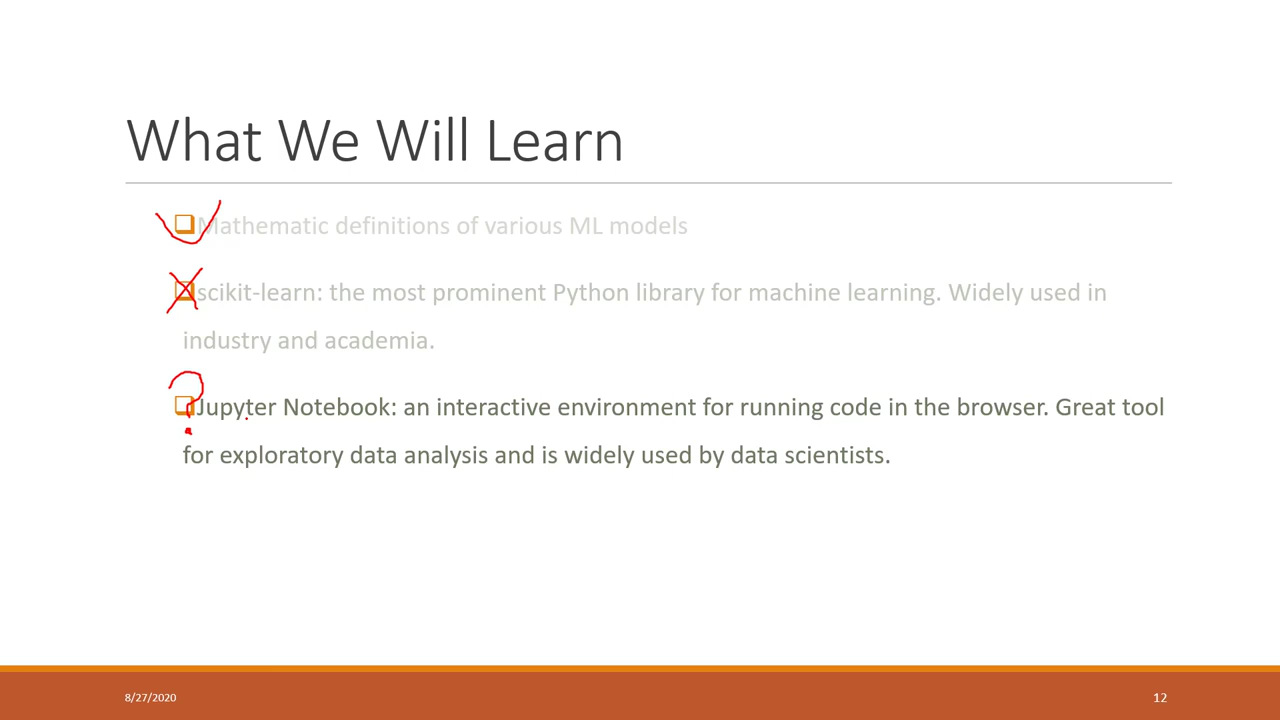 What We Will Learn
Mathematic definitions of various ML models
scikit-learn: the most prominent Python library for machine learning. Widely used in
industry and academia.
?
Jupyter Notebook: an interactive environment for running code in the browser. Great tool
for exploratory data analysis and is widely used by data scientists.
8/27/2020
12